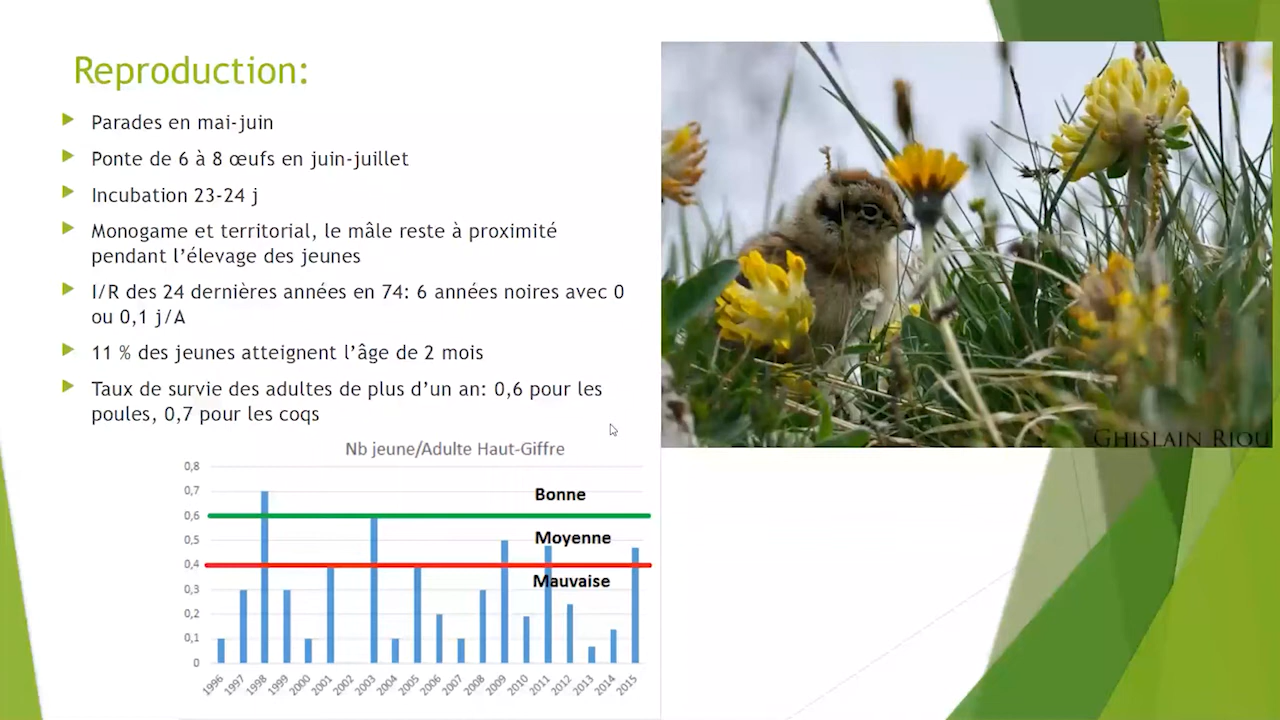 Reproduction:
Parades en mai-juin
Ponte de 6 à 8 œufs en juin-juillet
Incubation 23-24 j
Monogame et territorial, le mâle reste à proximité
pendant l'élevage des jeunes
I/R des 24 dernières années en 74: 6 années noires avec 0
ou 0,1 j/A
11 % des jeunes atteignent l'âge de 2 mois
Taux de survie des adultes de plus d'un an: 0,6 pour les
poules, 0,7 pour les coqs
GHISLAIN RIOU
Nb jeune/Adulte Haut-Giffre
0,8
0,7
0,6
0,5
0,4
0,3
0,2
0,1
0
Bonne
Moyenne
Mauvaise
1996 1997 1998 1999 2000 2001 2002 2003 2004 2005 2006 2007 2008 2009 2010 2011 2012 2013 2014 2015